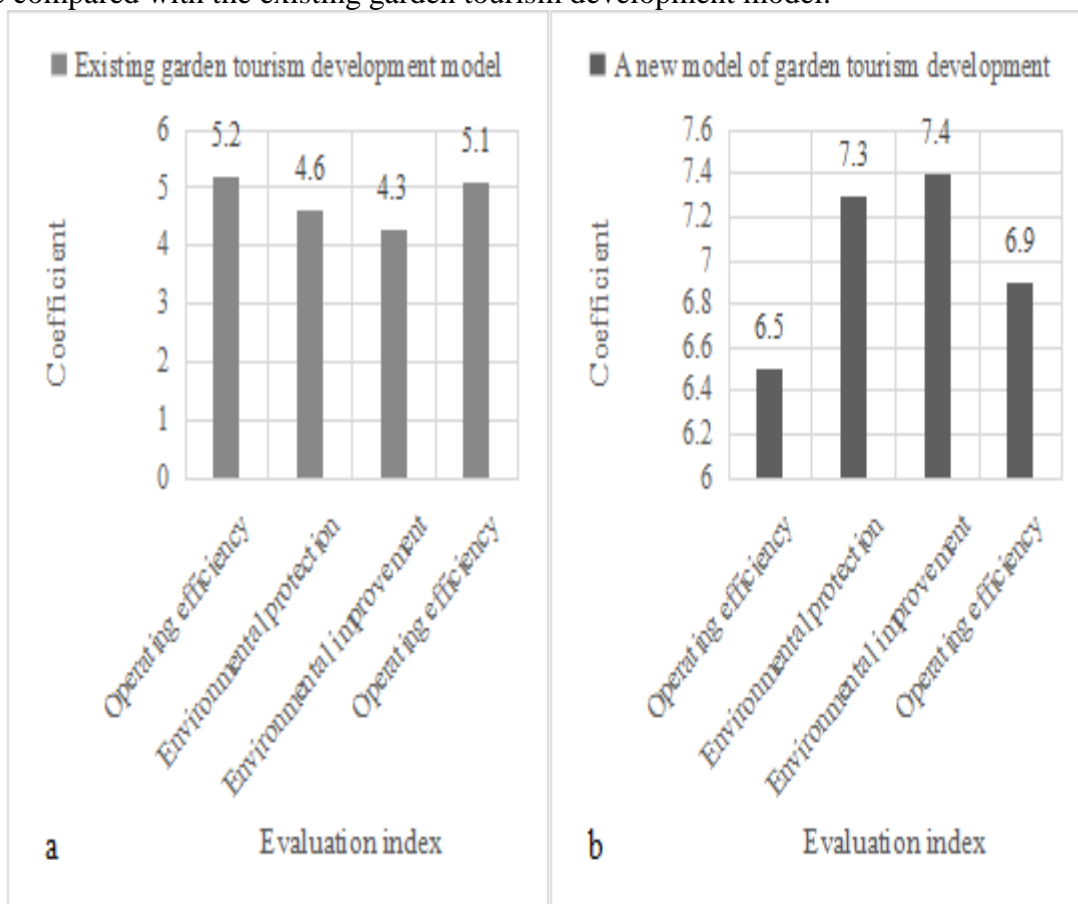 compared with the existing garden tourism development model.
Existing garden tourism development model
6
5
4
3
2
1
0
5.2
4.6
4.3
5.1
Coefficient
Operating efficiency
Environmental protection
Environmental improvement
Operating efficiency
Evaluation index
a
A new model of garden tourism development
7.6
7.4
7.2
7
6.8
6.6
6.4
6.2
6
6.5
7.3
7.4
6.9
Coefficient
Operating efficiency
Environmental protection
Environmental improvement
Operating efficiency
Evaluation index
b